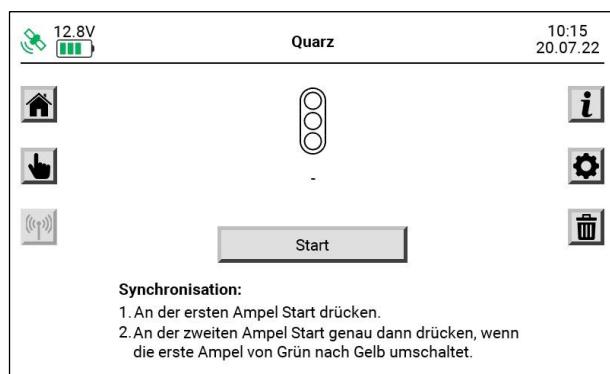 12.8V
Quarz
10:15
20.07.22
i
-
Start
Synchronisation:
1. An der ersten Ampel Start drücken.
2. An der zweiten Ampel Start genau dann drücken, wenn
die erste Ampel von Grün nach Gelb umschaltet.